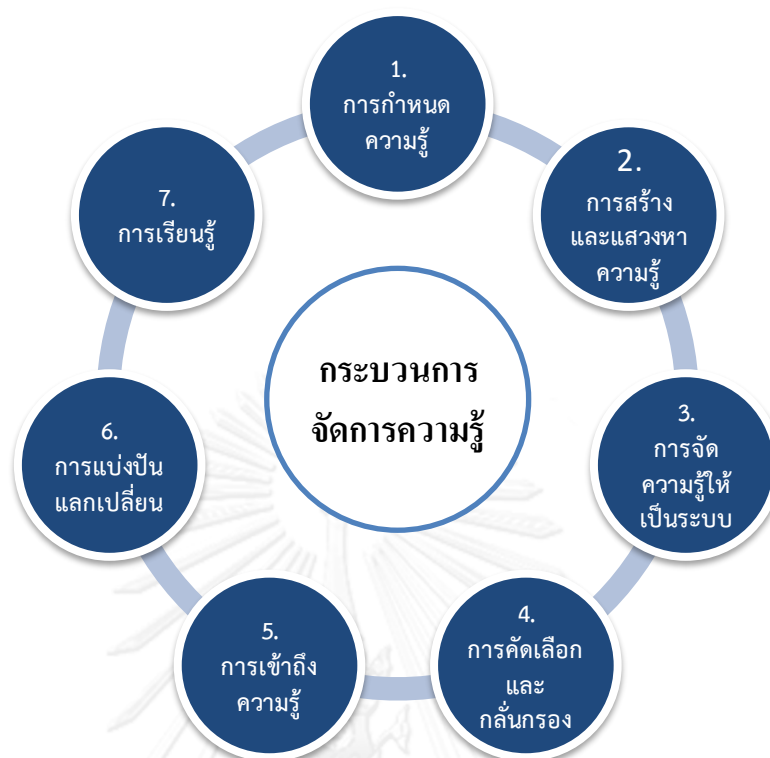 1.
การกำหนด
ความรู้
2.
การสร้าง
และแสวงหา
ความรู้
3.
การจัด
ความรู้ให้
เป็นระบบ
4.
การคัดเลือก
และ
กลั่นกรอง
5.
การเข้าถึง
ความรู้
6.
การแบ่งปัน
แลกเปลี่ยน
7.
การเรียนรู้
กระบวนการ
จัดการความรู้